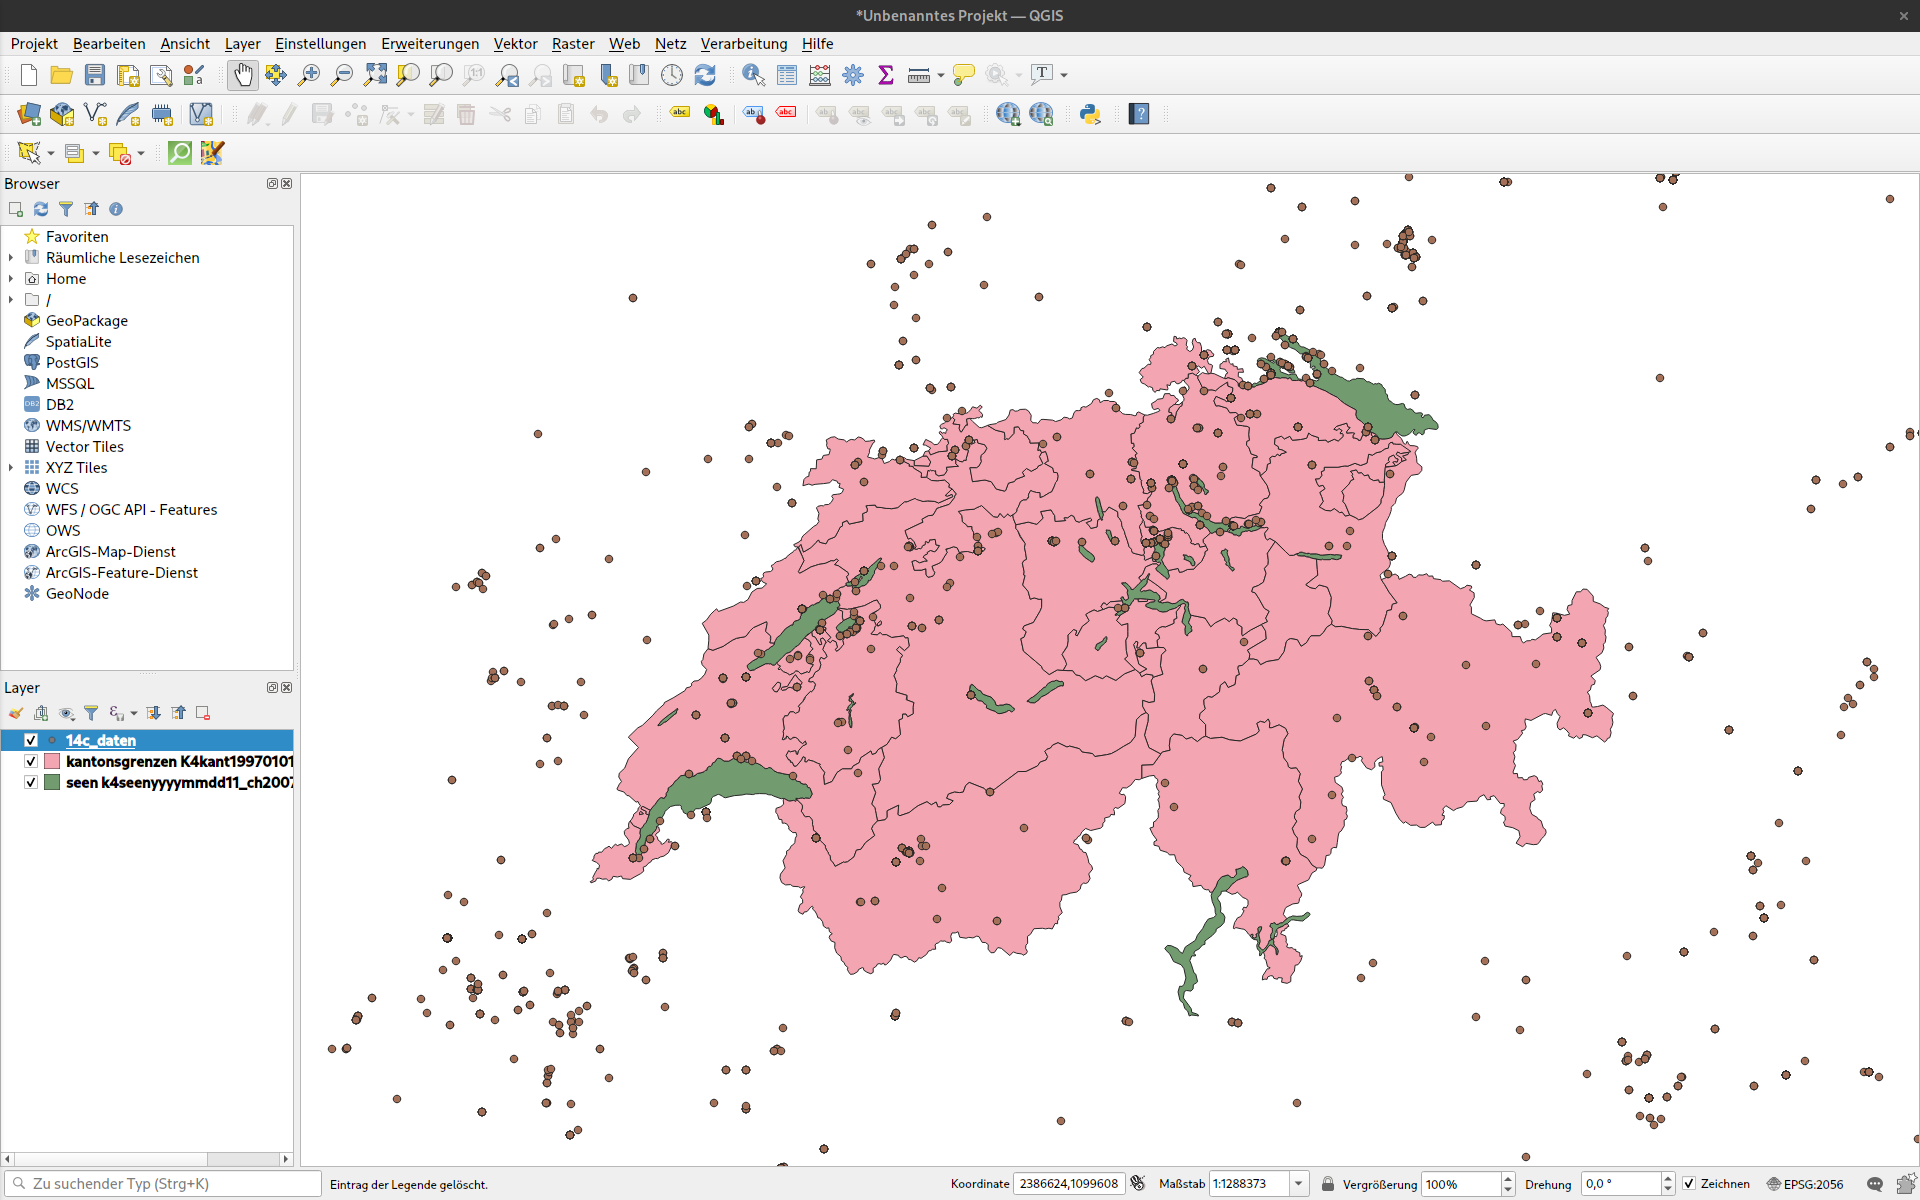 *Unbenanntes Projekt — QGIS
Projekt Bearbeiten Ansicht Layer Einstellungen Erweiterungen Vektor Raster Web Netz Verarbeitung Hilfe
Browser
Favoriten
Räumliche Lesezeichen
Home
/
GeoPackage
SpatiaLite
PostGIS
MSSQL
DB2
WMS/WMTS
Vector Tiles
XYZ Tiles
WCS
WFS / OGC API - Features
OWS
ArcGIS-Map-Dienst
ArcGIS-Feature-Dienst
GeoNode
Layer
14c_daten
kantonsgrenzen K4kant19970101
seen k4seenyyyymmdd11_ch2007
Zu suchender Typ (Strg+K) Eintrag der Legende gelöscht. Koordinate 2386624,1099608 Maßstab 1:1288373 Vergrößerung 100% Drehung 0,0 ° Zeichnen EPSG:2056